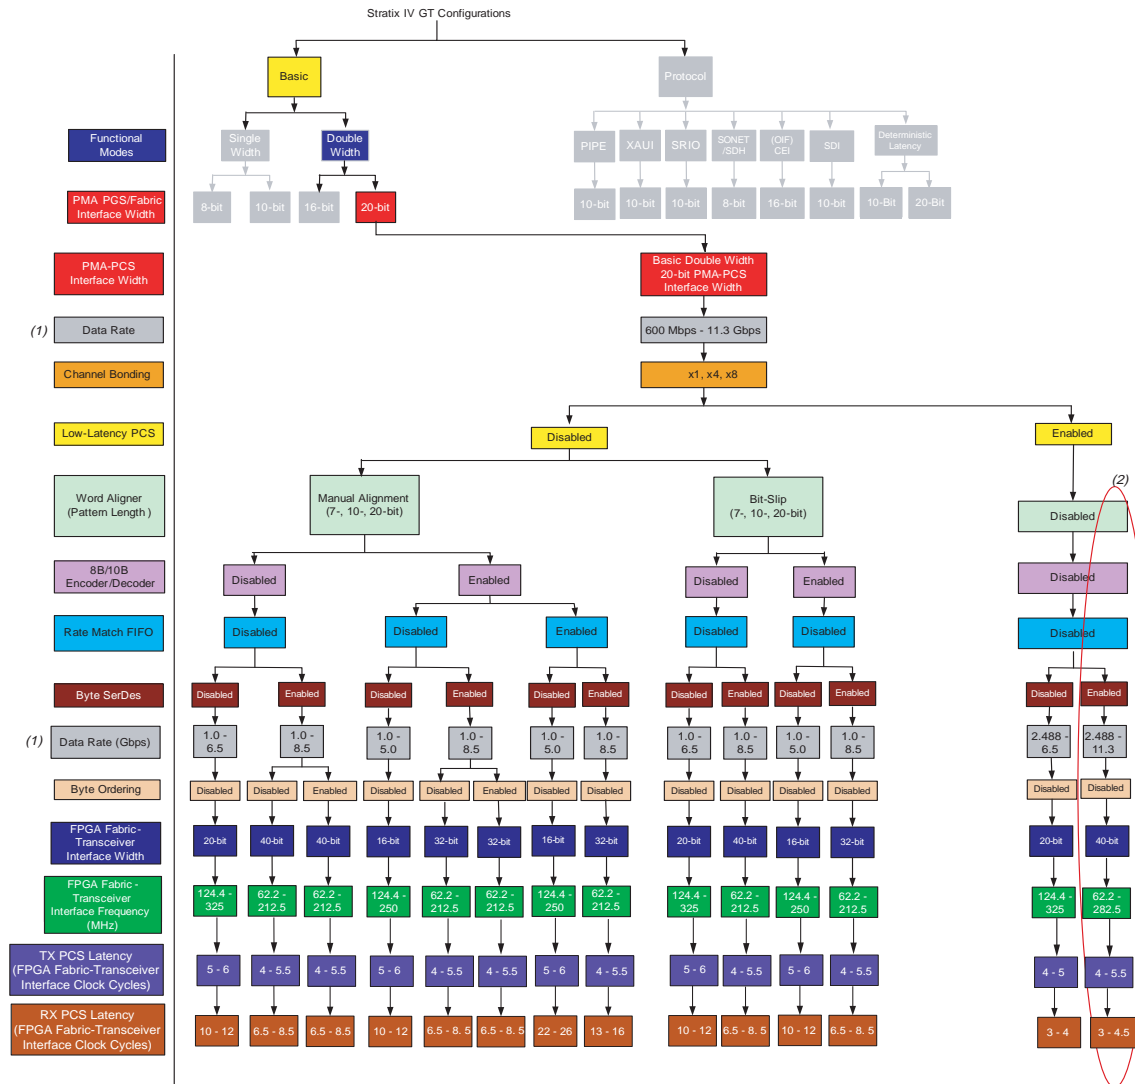 Stratix IV GT Configurations
Basic
Protocol
Functional
Modes
Single
Width
Double
Width
PIPE
XAUI
SRIO
SONET
/SDH
(OIF)
CEI
SDI
Deterministic
Latency
PMA PGS/Fabric
Interface Width
8-bit
10-bit
16-bit
20-bit
10-bit
10-bit
10-bit
8-bit
16-bit
10-bit
10-Bit
20-Bit
PMA-PCS
Interface Width
Basic Double Width
20-bit PMA-PCS
Interface Width
(1)
Data Rate
600 Mbps - 11.3 Gbps
Channel Bonding
x1, x4, x8
Low-Latency PCS
Disabled
Enabled
Word Aligner
(Pattern Length )
Manual Alignment
(7-, 10-, 20-bit)
Bit-Slip
(7-, 10-, 20-bit)
(2)
Disabled
8B/10B
Encoder/Decoder
Disabled
Enabled
Disabled
Enabled
Disabled
Rate Match FIFO
Disabled
Disabled
Enabled
Disabled
Disabled
Disabled
Byte SerDes
Disabled
Enabled
Disabled
Enabled
Disabled
Enabled
Disabled
Enabled
Disabled
Enabled
Disabled
Enabled
(1)
Data Rate (Gbps)
1.0 -
6.5
1.0 -
8.5
1.0 -
5.0
1.0 -
8.5
1.0 -
5.0
1.0 -
8.5
1.0 -
6.5
1.0 -
8.5
1.0 -
5.0
1.0 -
8.5
2.488 -
6.5
2.488 -
11.3
Byte Ordering
Disabled
Disabled
Enabled
Disabled
Disabled
Enabled
Disabled
Disabled
Disabled
Disabled
Disabled
Disabled
Disabled
Disabled
FPGA Fabric-
Transceiver
Interface Width
20-bit
40-bit
40-bit
16-bit
32-bit
32-bit
16-bit
32-bit
20-bit
40-bit
16-bit
32-bit
20-bit
40-bit
FPGA Fabric -
Transceiver
Interface Frequency
(MHz)
124.4 -
325
62.2 -
212.5
62.2 -
212.5
124.4 -
250
62.2 -
212.5
62.2 -
212.5
124.4 -
250
62.2 -
212.5
124.4 -
325
62.2 -
212.5
124.4 -
250
62.2 -
212.5
124.4 -
325
62.2 -
282.5
TX PCS Latency
(FPGA Fabric-Transceiver
Interface Clock Cycles)
5 - 6
4 - 5.5
4 - 5.5
5 - 6
4 - 5.5
4 - 5.5
5 - 6
4 - 5.5
5 - 6
4 - 5.5
5 - 6
4 - 5.5
4 - 5
4 - 5.5
RX PCS Latency
(FPGA Fabric-Transceiver
Interface Clock Cycles)
10 - 12
6.5 - 8.5
6.5 - 8.5
10 - 12
6.5 - 8. 5
6.5 - 8. 5
22 - 26
13 - 16
10 - 12
6.5 - 8.5
10 - 12
6.5 - 8. 5
3 - 4
3 - 4.5